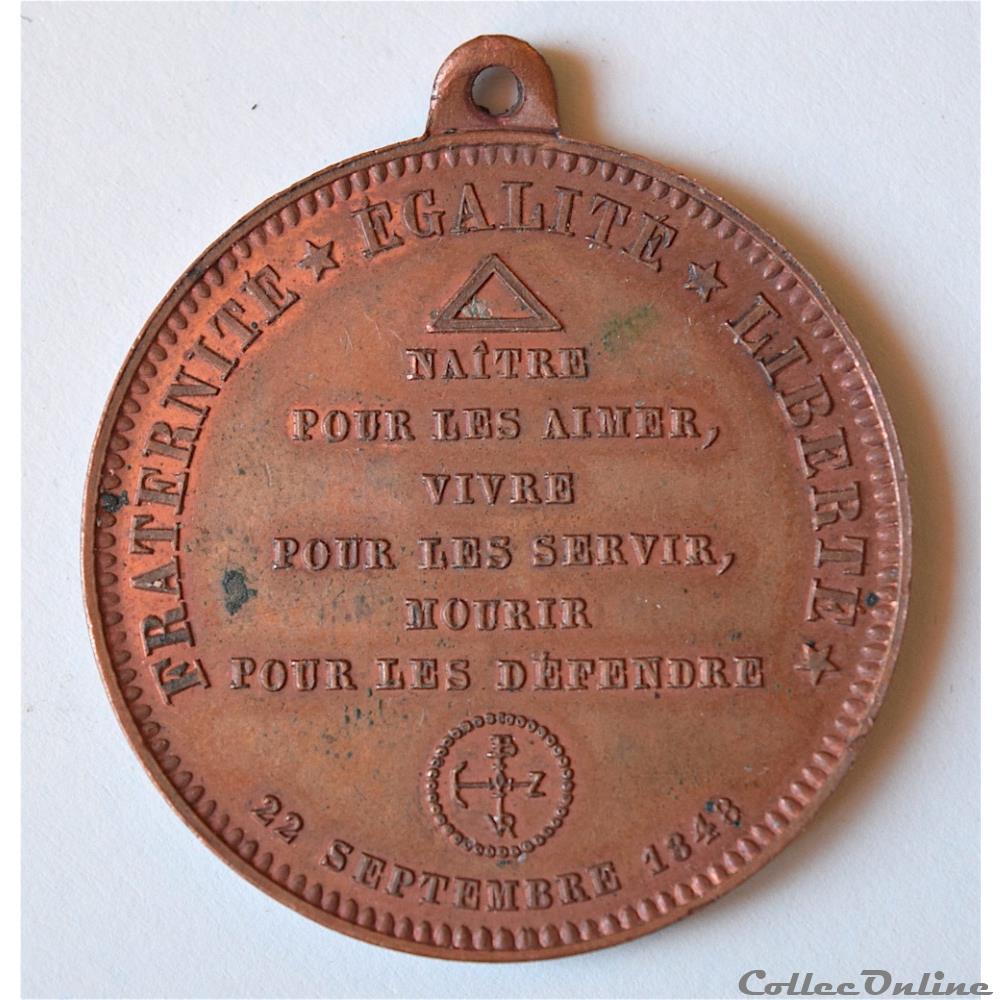 FRATERNITÉ ★ ÉGALITÉ ★ LIBERTÉ ★
NAÎTRE
POUR LES AIMER,
VIVRE
POUR LES SERVIR,
MOURIR
POUR LES DÉFENDRE
22 SEPTEMBRE 1848
CollecOnline